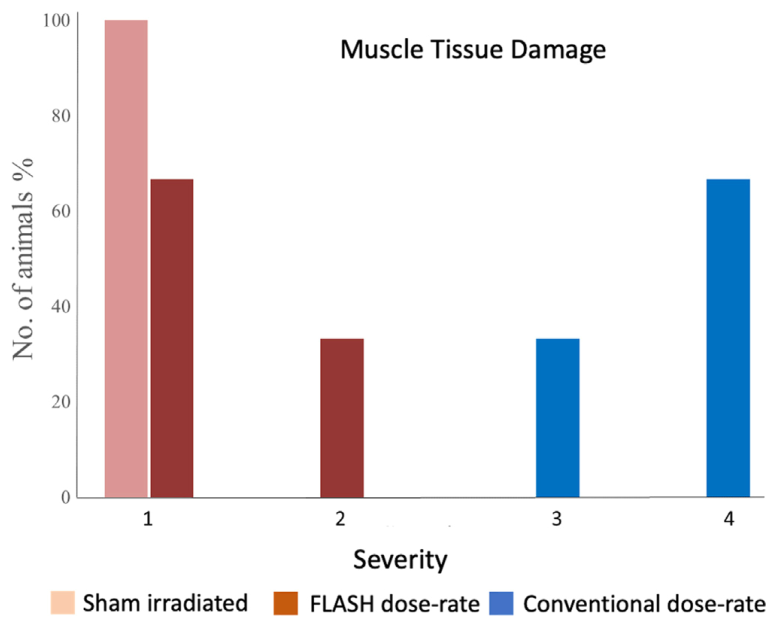 Muscle Tissue Damage
No. of animals %
100
80
60
40
20
0
1 2 3 4
Severity
Sham irradiated FLASH dose-rate Conventional dose-rate